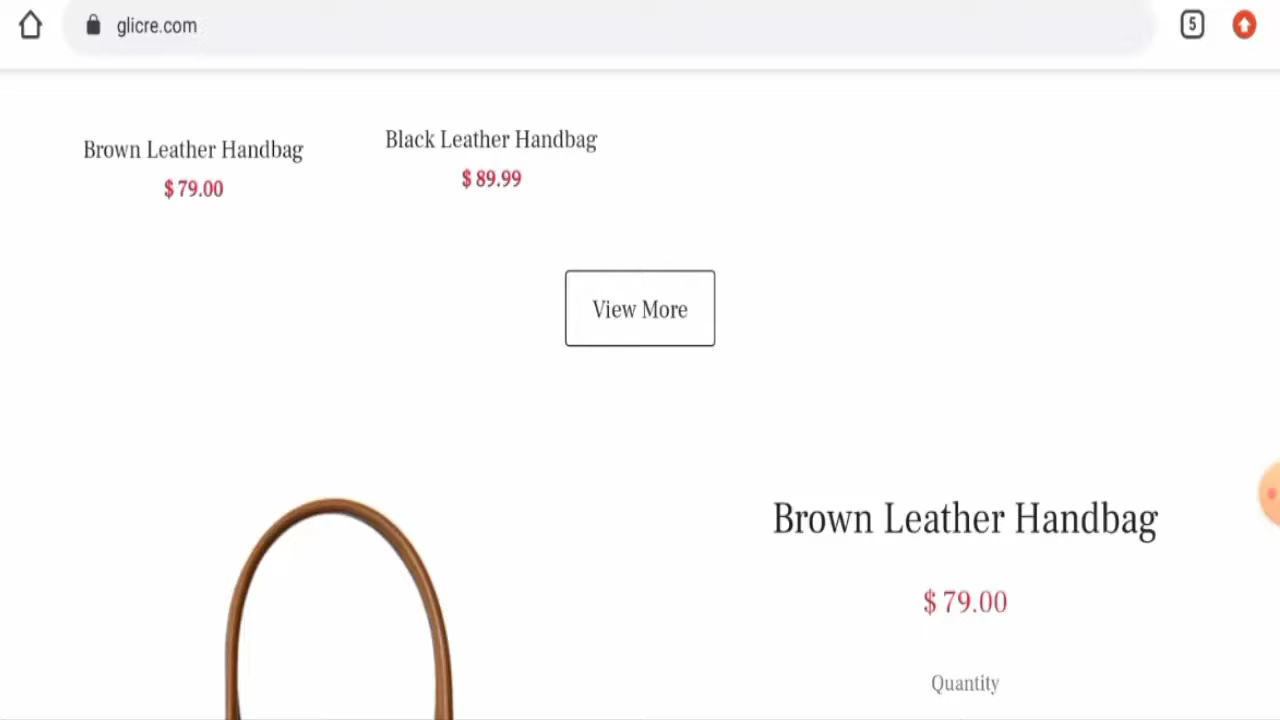 glicre.com
5
Brown Leather Handbag
$ 79.00
Black Leather Handbag
$ 89.99
View More
Brown Leather Handbag
$ 79.00
Quantity